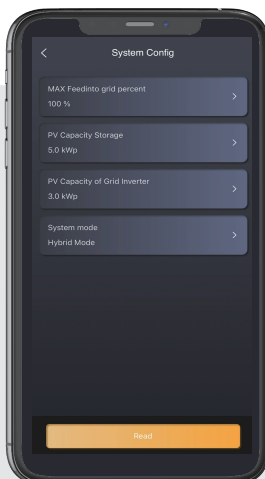 System Config
MAX Feedinto grid percent
100 %
PV Capacity Storage
5.0 kWp
PV Capacity of Grid Inverter
3.0 kWp
System mode
Hybrid Mode
Read